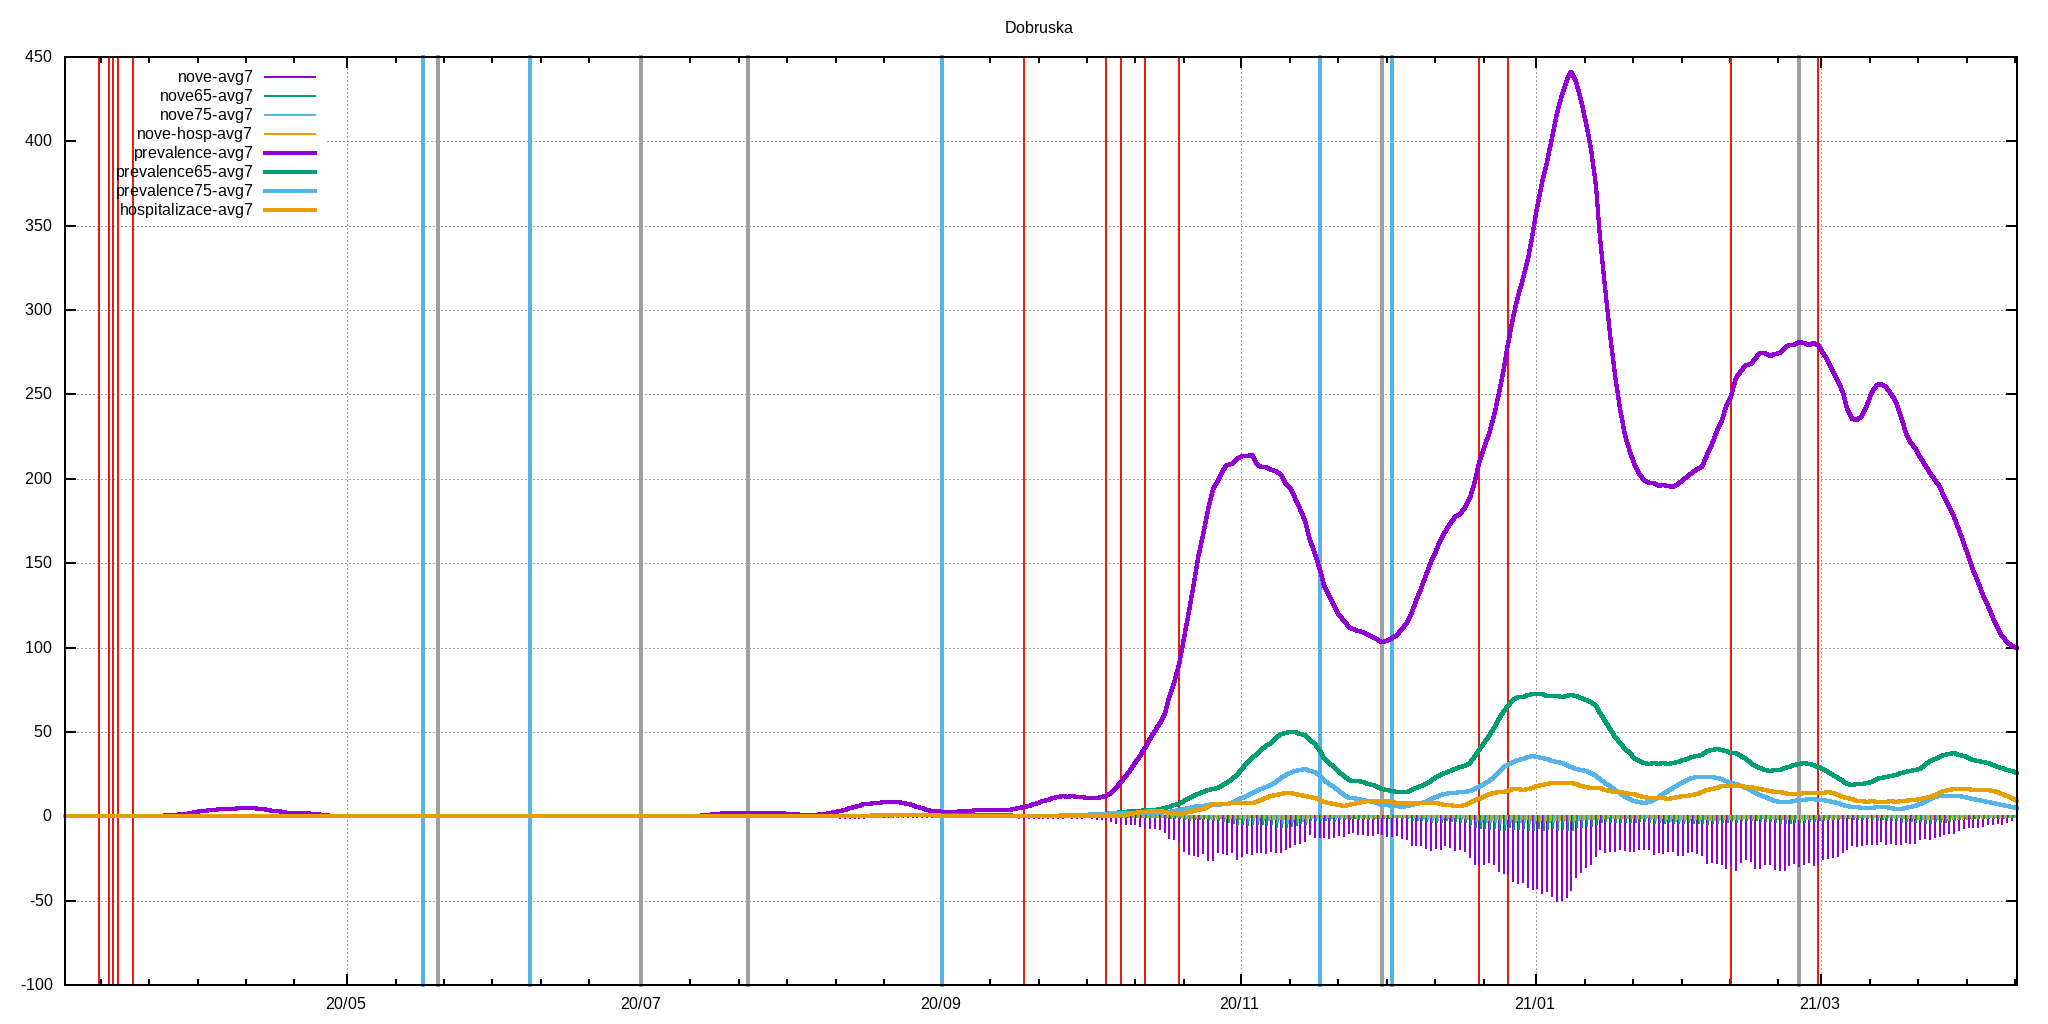 Dobruska
450
400
350
300
250
200
150
100
50
0
-50
-100
nove-avg7
nove65-avg7
nove75-avg7
nove-hosp-avg7
prevalence-avg7
prevalence65-avg7
prevalence75-avg7
hospitalizace-avg7
20/05
20/07
20/09
20/11
21/01
21/03